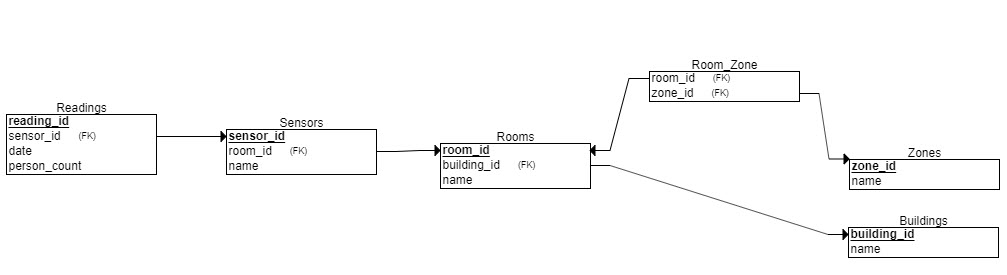 Readings
reading_id
sensor_id (FK)
date
person_count
Sensors
sensor_id
room_id (FK)
name
Rooms
room_id
building_id (FK)
name
Room_Zone
room_id (FK)
zone_id (FK)
Zones
zone_id
name
Buildings
building_id
name